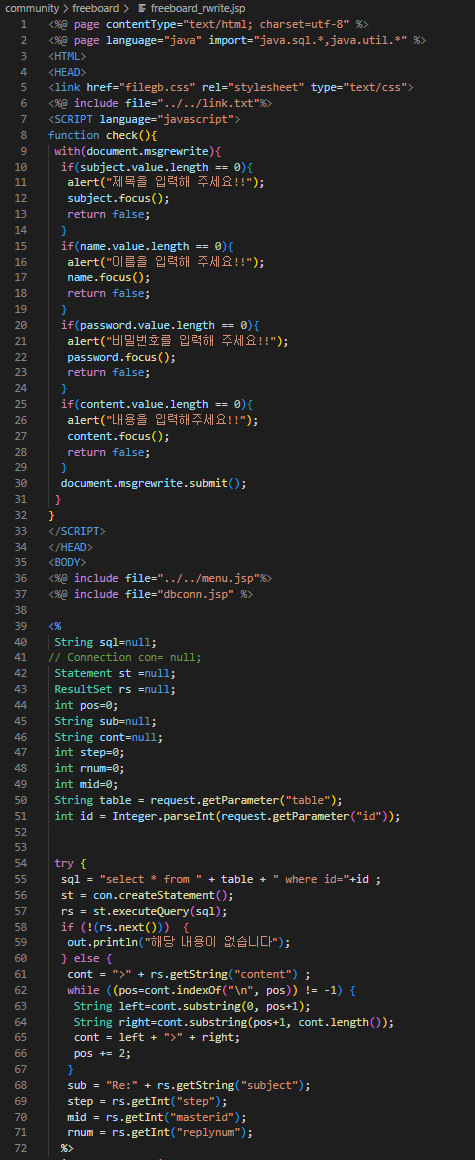 community > freeboard > freeboard_rwrite.jsp
1 <%@ page contentType="text/html; charset=utf-8" %>
2 <%@ page language="java" import="java.sql.*,java.util.*" %>
3 <HTML>
4 <HEAD>
5 <link href="filegb.css" rel="stylesheet" type="text/css">
6 <%@ include file="../../link.txt"%>
7 <SCRIPT language="javascript">
8 function check(){
9  with(document.msgrewrite){
10   if(subject.value.length == 0){
11    alert("제목을 입력해 주세요!!");
12    subject.focus();
13    return false;
14   }
15   if(name.value.length == 0){
16    alert("이름을 입력해 주세요!!");
17    name.focus();
18    return false;
19   }
20   if(password.value.length == 0){
21    alert("비밀번호를 입력해 주세요!!");
22    password.focus();
23    return false;
24   }
25   if(content.value.length == 0){
26    alert("내용을 입력해주세요!!");
27    content.focus();
28    return false;
29   }
30   document.msgrewrite.submit();
31  }
32 }
33 </SCRIPT>
34 </HEAD>
35 <BODY>
36 <%@ include file="../../menu.jsp"%>
37 <%@ include file="dbconn.jsp" %>
38
39 <%
40  String sql=null;
41 // Connection con= null;
42  Statement st =null;
43  ResultSet rs =null;
44  int pos=0;
45  String sub=null;
46  String cont=null;
47  int step=0;
48  int rnum=0;
49  int mid=0;
50  String table = request.getParameter("table");
51  int id = Integer.parseInt(request.getParameter("id"));
52
53
54  try {
55   sql = "select * from " + table + " where id="+id ;
56   st = con.createStatement();
57   rs = st.executeQuery(sql);
58   if (!(rs.next()))  {
59    out.println("해당 내용이 없습니다");
60   } else {
61    cont = ">" + rs.getString("content") ;
62    while ((pos=cont.indexOf("\n", pos)) != -1) {
63     String left=cont.substring(0, pos+1);
64     String right=cont.substring(pos+1, cont.length());
65     cont = left + ">" + right;
66     pos += 2;
67    }
68    sub = "Re:" + rs.getString("subject");
69    step = rs.getInt("step");
70    mid = rs.getInt("masterid");
71    rnum = rs.getInt("replynum");
72   %>